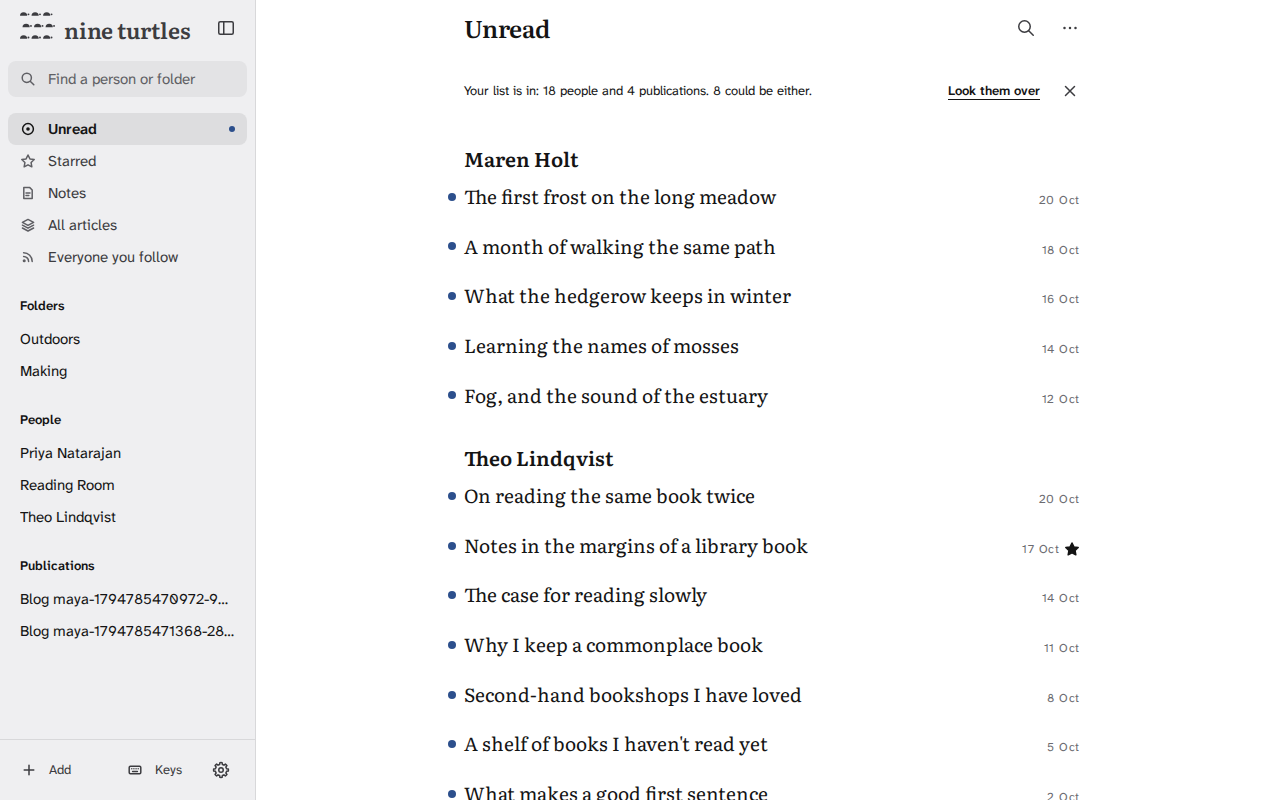 nine turtles
Find a person or folder
Unread
Starred
Notes
All articles
Everyone you follow
Folders
Outdoors
Making
People
Priya Natarajan
Reading Room
Theo Lindqvist
Publications
Blog maya-1794785470972-9...
Blog maya-1794785471368-28...
Add
Keys
Unread
Your list is in: 18 people and 4 publications. 8 could be either.
Look them over
Maren Holt
The first frost on the long meadow 20 Oct
A month of walking the same path 18 Oct
What the hedgerow keeps in winter 16 Oct
Learning the names of mosses 14 Oct
Fog, and the sound of the estuary 12 Oct
Theo Lindqvist
On reading the same book twice 20 Oct
Notes in the margins of a library book 17 Oct
The case for reading slowly 14 Oct
Why I keep a commonplace book 11 Oct
Second-hand bookshops I have loved 8 Oct
A shelf of books I haven't read yet 5 Oct
What makes a good first sentence 2 Oct